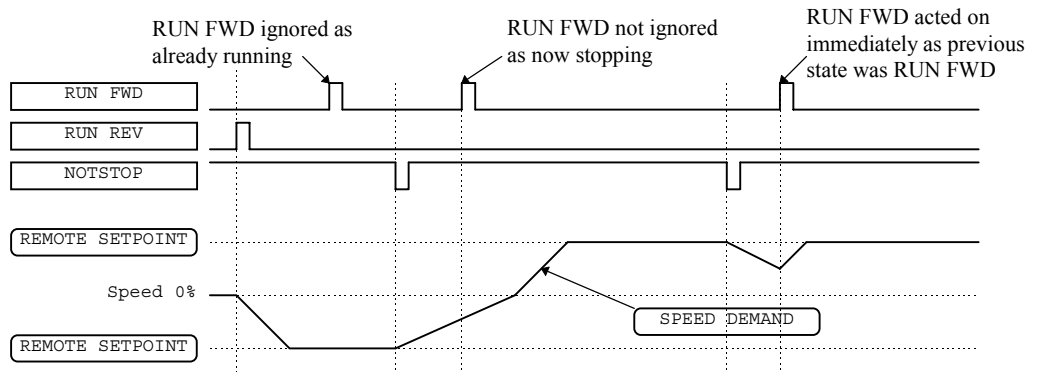 RUN FWD ignored as
already running
RUN FWD not ignored
as now stopping
RUN FWD acted on
immediately as previous
state was RUN FWD
RUN FWD
RUN REV
NOTSTOP
REMOTE SETPOINT
Speed 0%
SPEED DEMAND
REMOTE SETPOINT